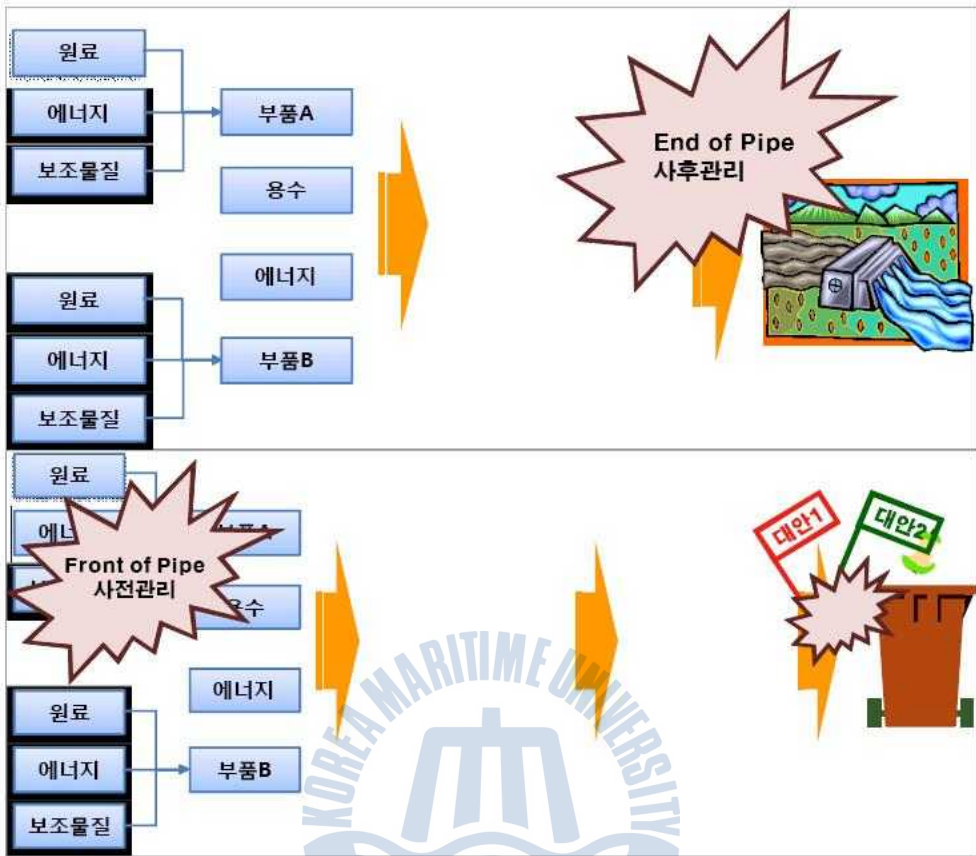 원료
에너지
부품A
보조물질
용수
에너지
원료
에너지
부품B
보조물질
End of Pipe
사후관리
원료
Front of Pipe
사전관리
에너지
원료
에너지
부품B
보조물질
대안1
대안2
KOREA MARITIME UNIVERSITY